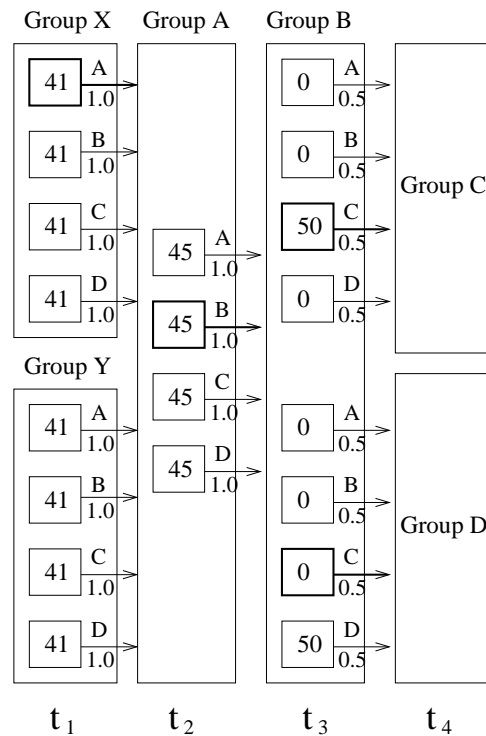 Group X Group A Group B
41 A 1.0
41 B 1.0
41 C 1.0
41 D 1.0
Group Y
41 A 1.0
41 B 1.0
41 C 1.0
41 D 1.0
45 A 1.0
45 B 1.0
45 C 1.0
45 D 1.0
0 A 0.5
0 B 0.5
50 C 0.5
0 D 0.5
0 A 0.5
0 B 0.5
0 C 0.5
50 D 0.5
Group C
Group D
t1 t2 t3 t4